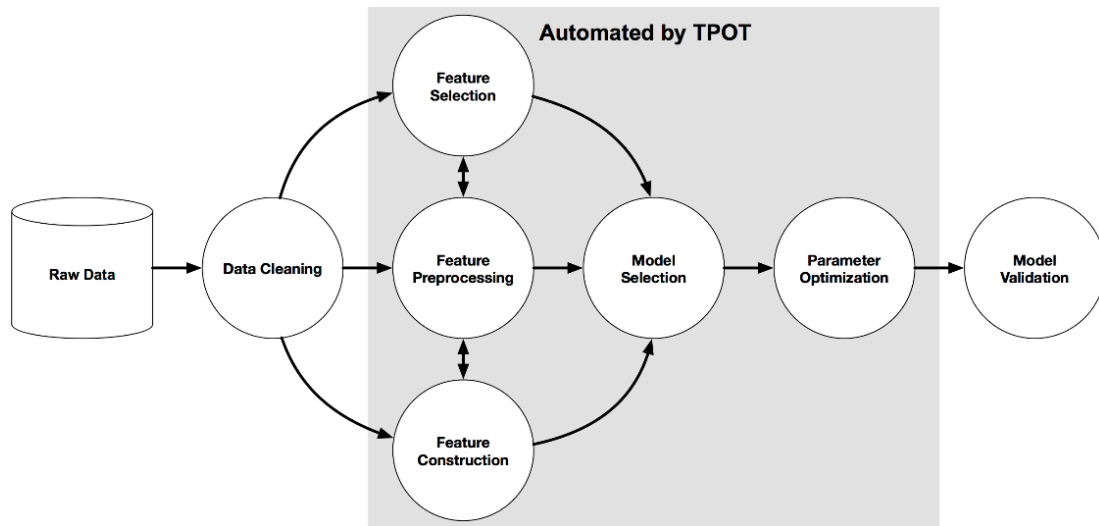 Automated by TPOT
Feature
Selection
Raw Data
Data Cleaning
Feature
Preprocessing
Model
Selection
Parameter
Optimization
Model
Validation
Feature
Construction